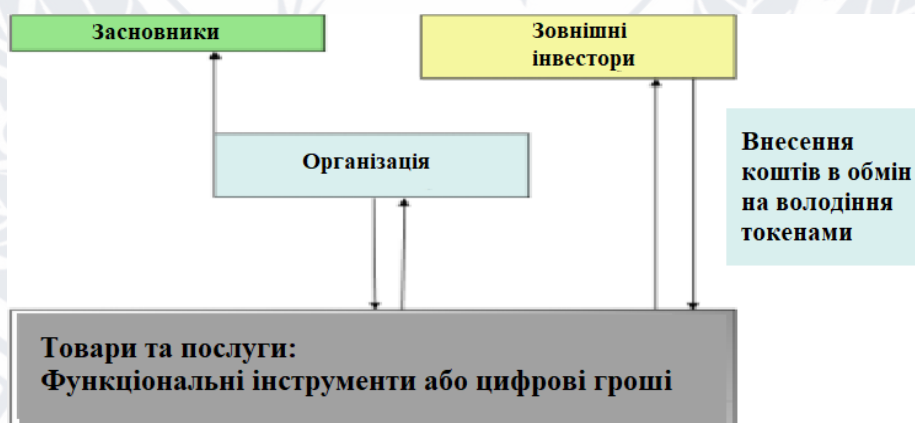 Засновники
Зовнішні
інвестори
Організація
Внесення
коштів в обмін
на володіння
токенами
Товари та послуги:
Функціональні інструменти або цифрові гроші